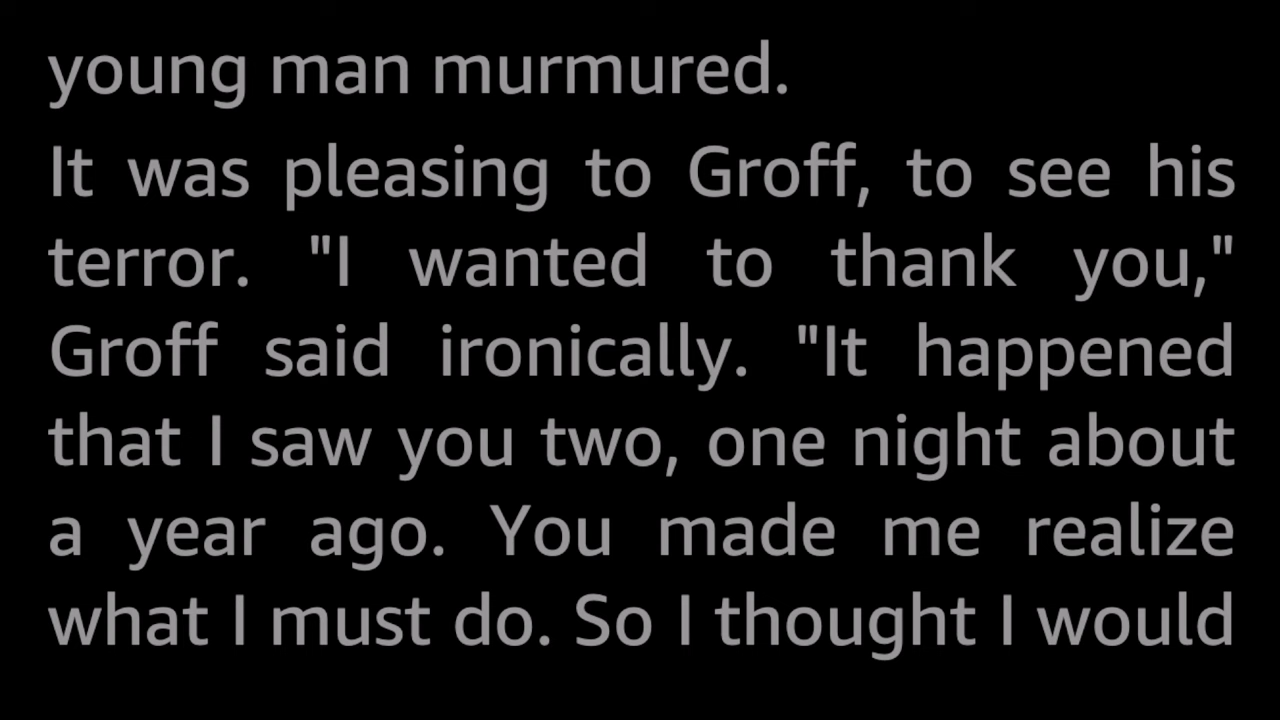 young man murmured.
It was pleasing to Groff, to see his
terror. "I wanted to thank you,"
Groff said ironically. "It happened
that I saw you two, one night about
a year ago. You made me realize
what I must do. So I thought I would